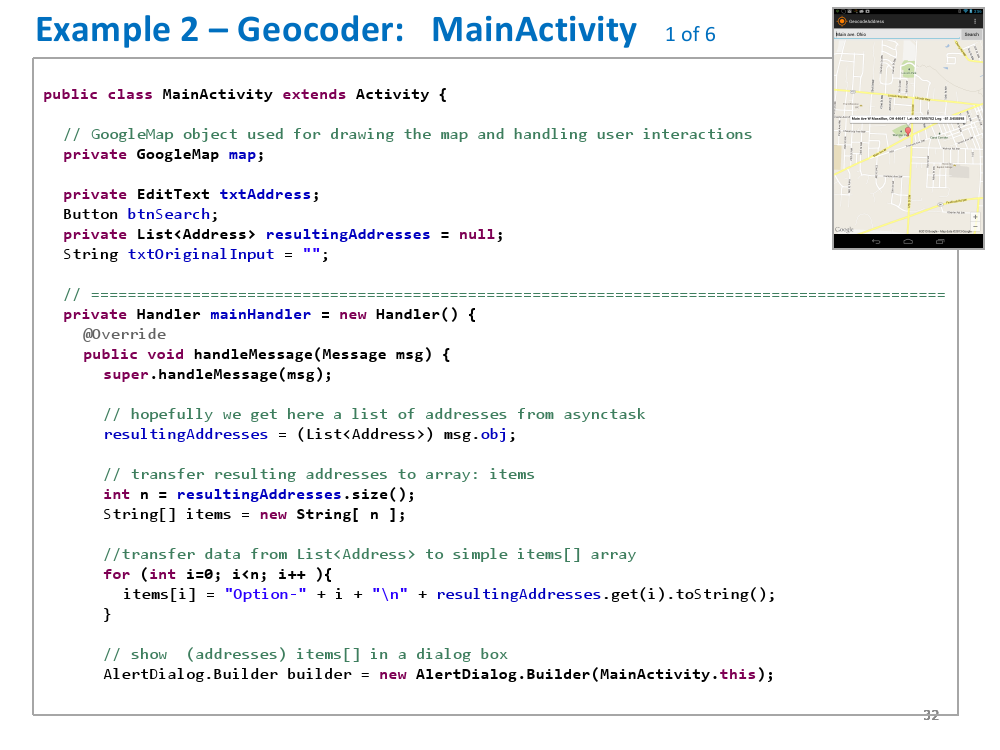 Example 2 – Geocoder: MainActivity 1 of 6
GeocodeAddress
Main ave. Ohio
Search
Google
public class MainActivity extends Activity {
// GoogleMap object used for drawing the map and handling user interactions
private GoogleMap map;
private EditText txtAddress;
Button btnSearch;
private List<Address> resultingAddresses = null;
String txtOriginalInput = "";
// =============================================================================================
private Handler mainHandler = new Handler() {
@Override
public void handleMessage(Message msg) {
super.handleMessage(msg);
// hopefully we get here a list of addresses from asynctask
resultingAddresses = (List<Address>) msg.obj;
// transfer resulting addresses to array: items
int n = resultingAddresses.size();
String[] items = new String[ n ];
//transfer data from List<Address> to simple items[] array
for (int i=0; i<n; i++ ){
items[i] = "Option-" + i + "\n" + resultingAddresses.get(i).toString();
}
// show  (addresses) items[] in a dialog box
AlertDialog.Builder builder = new AlertDialog.Builder(MainActivity.this);
32